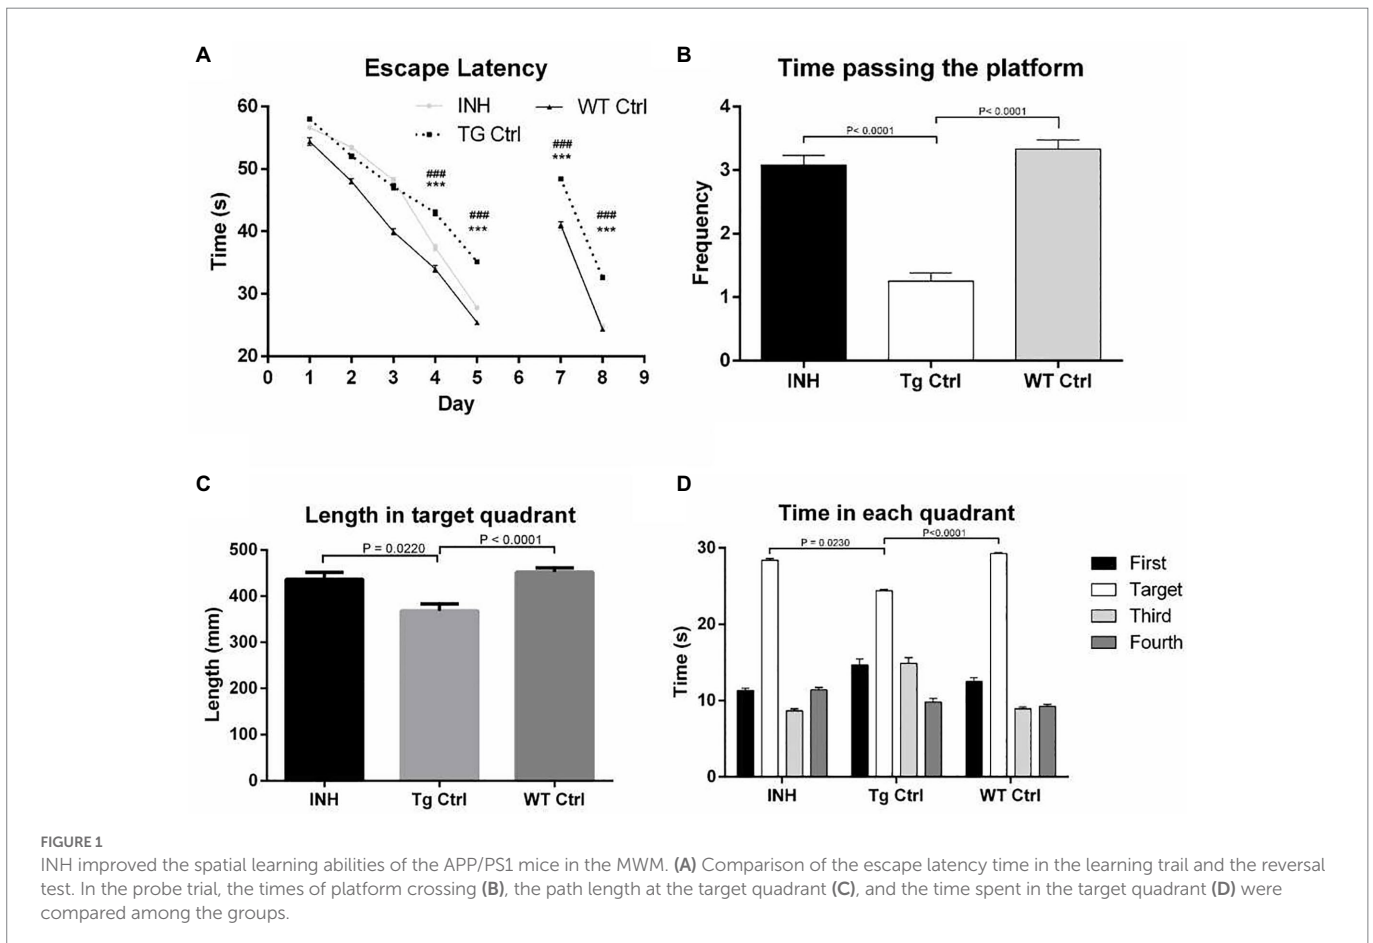 A
Escape Latency
INH
WT Ctrl
TG Ctrl
###
***
###
***
###
***
###
***
Time (s)
60
50
40
30
20
0 1 2 3 4 5 6 7 8 9
Day
B
Time passing the platform
P< 0.0001
P< 0.0001
Frequency
4
3
2
1
0
INH Tg Ctrl WT Ctrl
C
Length in target quadrant
P = 0.0220
P < 0.0001
Length (mm)
500
400
300
200
100
0
INH Tg Ctrl WT Ctrl
D
Time in each quadrant
P = 0.0230
P<0.0001
Time (s)
30
20
10
0
INH Tg Ctrl WT Ctrl
First
Target
Third
Fourth
FIGURE 1
INH improved the spatial learning abilities of the APP/PS1 mice in the MWM. (A) Comparison of the escape latency time in the learning trail and the reversal
test. In the probe trial, the times of platform crossing (B), the path length at the target quadrant (C), and the time spent in the target quadrant (D) were
compared among the groups.